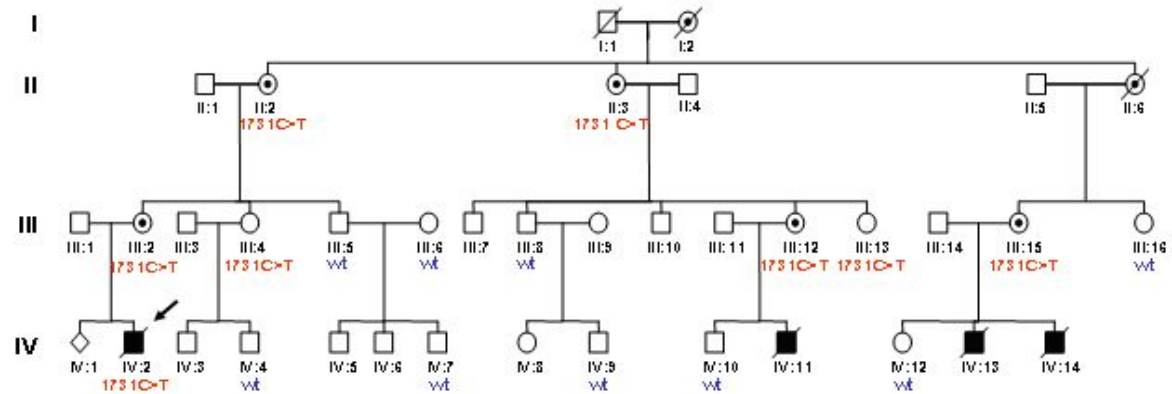 I
I:1 I:2
II
II:1 II:2 II:3 II:4 II:5 II:6
1731C>T 1731 C>T
III
III:1 III:2 III:3 III:4 III:5 III:6 III:7 III:8 III:9 III:10 III:11 III:12 III:13 III:14 III:15 III:16
1731C>T 1731C>T wt wt wt 1731C>T 1731C>T 1731C>T wt
IV
IV:1 IV:2 IV:3 IV:4 IV:5 IV:6 IV:7 IV:8 IV:9 IV:10 IV:11 IV:12 IV:13 IV:14
1731C>T wt wt wt wt wt